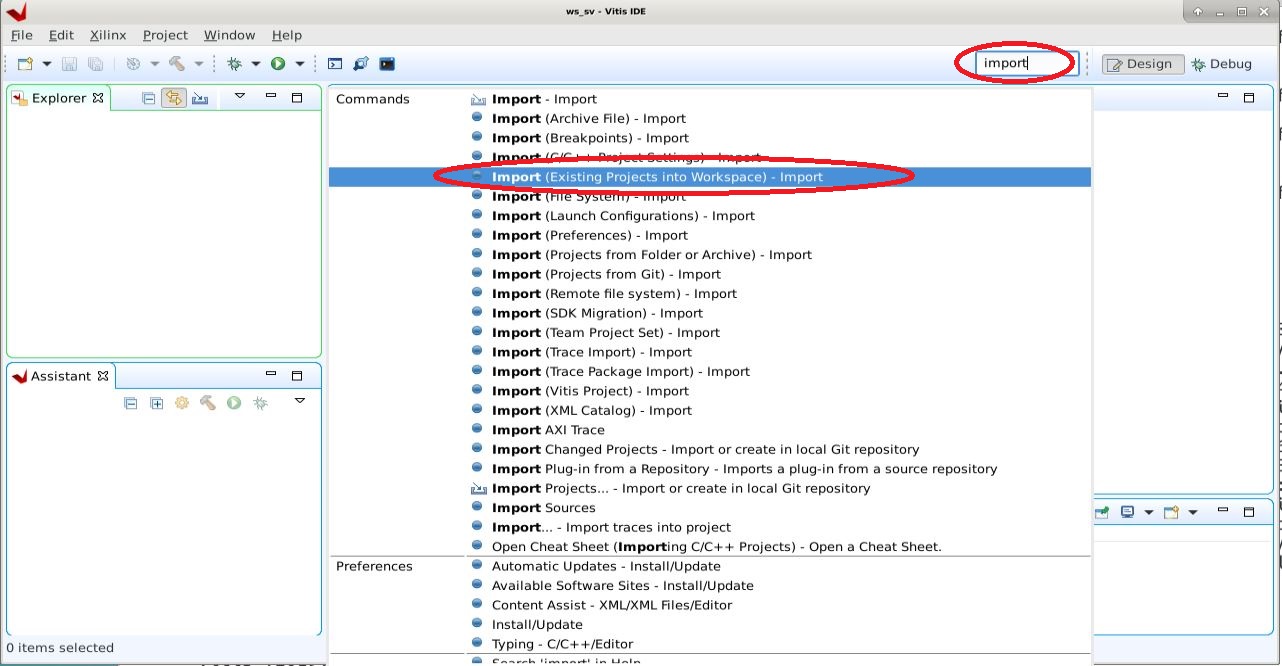 ws_sv - Vitis IDE
File Edit Xilinx Project Window Help
import
Design Debug
Explorer
Commands
Import - Import
Import (Archive File) - Import
Import (Breakpoints) - Import
Import (C/C++ Project Settings) - Import
Import (Existing Projects into Workspace) - Import
Import (File System) - Import
Import (Launch Configurations) - Import
Import (Preferences) - Import
Import (Projects from Folder or Archive) - Import
Import (Projects from Git) - Import
Import (Remote file system) - Import
Import (SDK Migration) - Import
Import (Team Project Set) - Import
Import (Trace Import) - Import
Import (Trace Package Import) - Import
Import (Vitis Project) - Import
Import (XML Catalog) - Import
Import AXI Trace
Import Changed Projects - Import or create in local Git repository
Import Plug-in from a Repository - Imports a plug-in from a source repository
Import Projects... - Import or create in local Git repository
Import Sources
Import... - Import traces into project
Open Cheat Sheet (Importing C/C++ Projects) - Open a Cheat Sheet.
Preferences
Automatic Updates - Install/Update
Available Software Sites - Install/Update
Content Assist - XML/XML Files/Editor
Install/Update
Typing - C/C++/Editor
Search 'import' in Help
Assistant
0 items selected